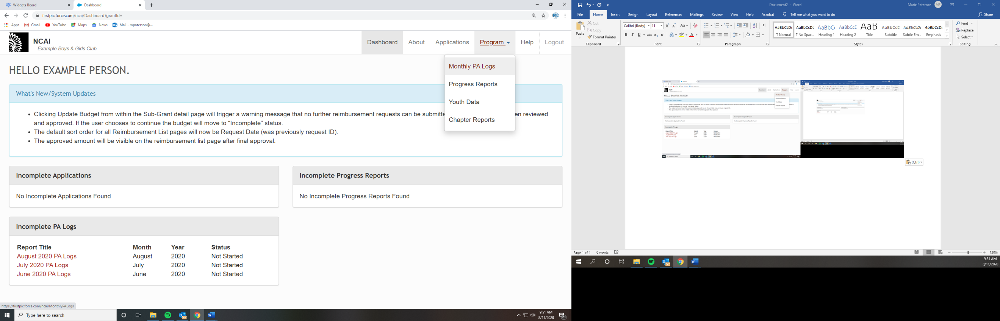 Widgets Board
Dashboard
firstpic.force.com/ncai/Dashboard?grantId=
PIC
Apps Gmail YouTube Maps News Mail - mpaterson@...
NCAI
Example Boys & Girls Club
Dashboard About Applications Program Help Logout
Monthly PA Logs
Progress Reports
Youth Data
Chapter Reports
HELLO EXAMPLE PERSON.
What's New/System Updates
• Clicking Update Budget from within the Sub-Grant detail page will trigger a warning message that no further reimbursement requests can be submitte en reviewed
and approved. If the user chooses to continue the budget will move to “Incomplete” status.
• The default sort order for all Reimbursement List pages will now be Request Date (was previously request ID).
• The approved amount will be visible on the reimbursement list page after final approval.
Incomplete Applications
No Incomplete Applications Found
Incomplete Progress Reports
No Incomplete Progress Reports Found
Incomplete PA Logs
Report Title Month Year Status
August 2020 PA Logs August 2020 Not Started
July 2020 PA Logs July 2020 Not Started
June 2020 PA Logs June 2020 Not Started
https://firstpic.force.com/ncai/MonthlyPALogs
Type here to search
9:51 AM
8/11/2020
21
Document2 - Word
Marie Paterson MP
File Home Insert Design Layout References Mailings Review View Help Acrobat Tell me what you want to do Share
Paste
Cut
Copy
Format Painter
Clipboard
Calibri (Body) 11
Font
Paragraph
AaBbCcDc AaBbCcDc AaBbCc AaBbCcC AaB AaBbCcD AaBbCcDc AaBbCcDc
¶ Normal ¶ No Spac... Heading 1 Heading 2 Title Subtitle Subtle Em... Emphasis
Styles
Find
Replace
Select
Editing
HELLO EXAMPLE PERSON.
(Ctrl)
Page 1 of 1 0 words
130%
9:51 AM
8/11/2020